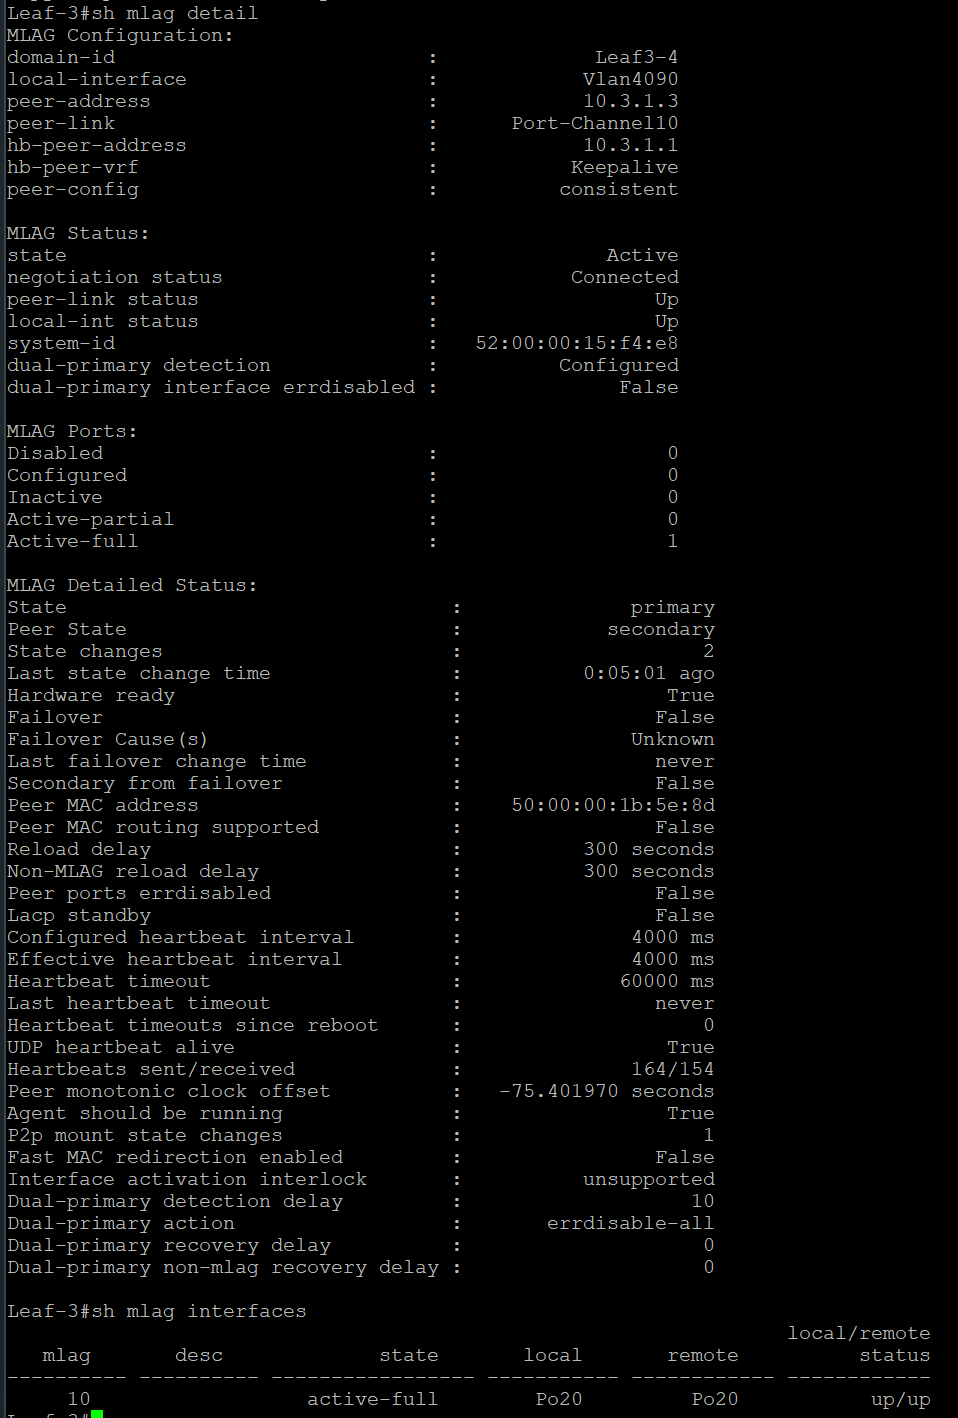 Leaf-3#sh mlag detail
MLAG Configuration:
domain-id : Leaf3-4
local-interface : Vlan4090
peer-address : 10.3.1.3
peer-link : Port-Channel10
hb-peer-address : 10.3.1.1
hb-peer-vrf : Keepalive
peer-config : consistent
MLAG Status:
state : Active
negotiation status : Connected
peer-link status : Up
local-int status : Up
system-id : 52:00:00:15:f4:e8
dual-primary detection : Configured
dual-primary interface errdisabled : False
MLAG Ports:
Disabled : 0
Configured : 0
Inactive : 0
Active-partial : 0
Active-full : 1
MLAG Detailed Status:
State : primary
Peer State : secondary
State changes : 2
Last state change time : 0:05:01 ago
Hardware ready : True
Failover : False
Failover Cause(s) : Unknown
Last failover change time : never
Secondary from failover : False
Peer MAC address : 50:00:00:1b:5e:8d
Peer MAC routing supported : False
Reload delay : 300 seconds
Non-MLAG reload delay : 300 seconds
Peer ports errdisabled : False
Lacp standby : False
Configured heartbeat interval : 4000 ms
Effective heartbeat interval : 4000 ms
Heartbeat timeout : 60000 ms
Last heartbeat timeout : never
Heartbeat timeouts since reboot : 0
UDP heartbeat alive : True
Heartbeats sent/received : 164/154
Peer monotonic clock offset : -75.401970 seconds
Agent should be running : True
P2p mount state changes : 1
Fast MAC redirection enabled : False
Interface activation interlock : unsupported
Dual-primary detection delay : 10
Dual-primary action : errdisable-all
Dual-primary recovery delay : 0
Dual-primary non-mlag recovery delay : 0
Leaf-3#sh mlag interfaces
local/remote
mlag desc state local remote status
---------- ---------- ----------------- ----------- ------------ ------------
10 active-full Po20 Po20 up/up
Leaf-3#